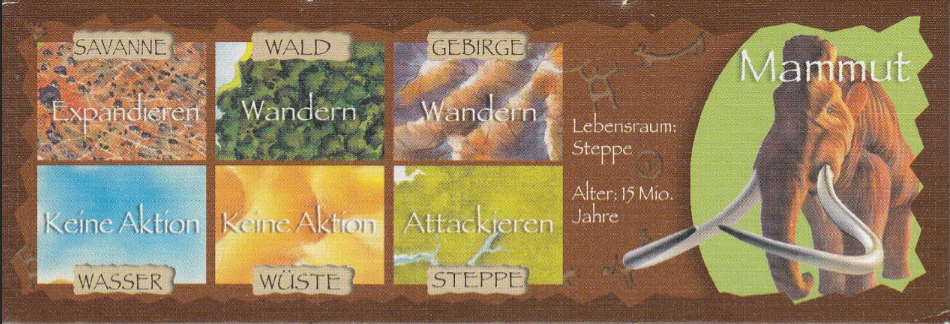 SAVANNE
Expandieren
WALD
Wandern
GEBIRGE
Wandern
Keine Aktion
WASSER
Keine Aktion
WÜSTE
Attackieren
STEPPE
Lebensraum:
Steppe
Alter: 15 Mio.
Jahre
Mammut